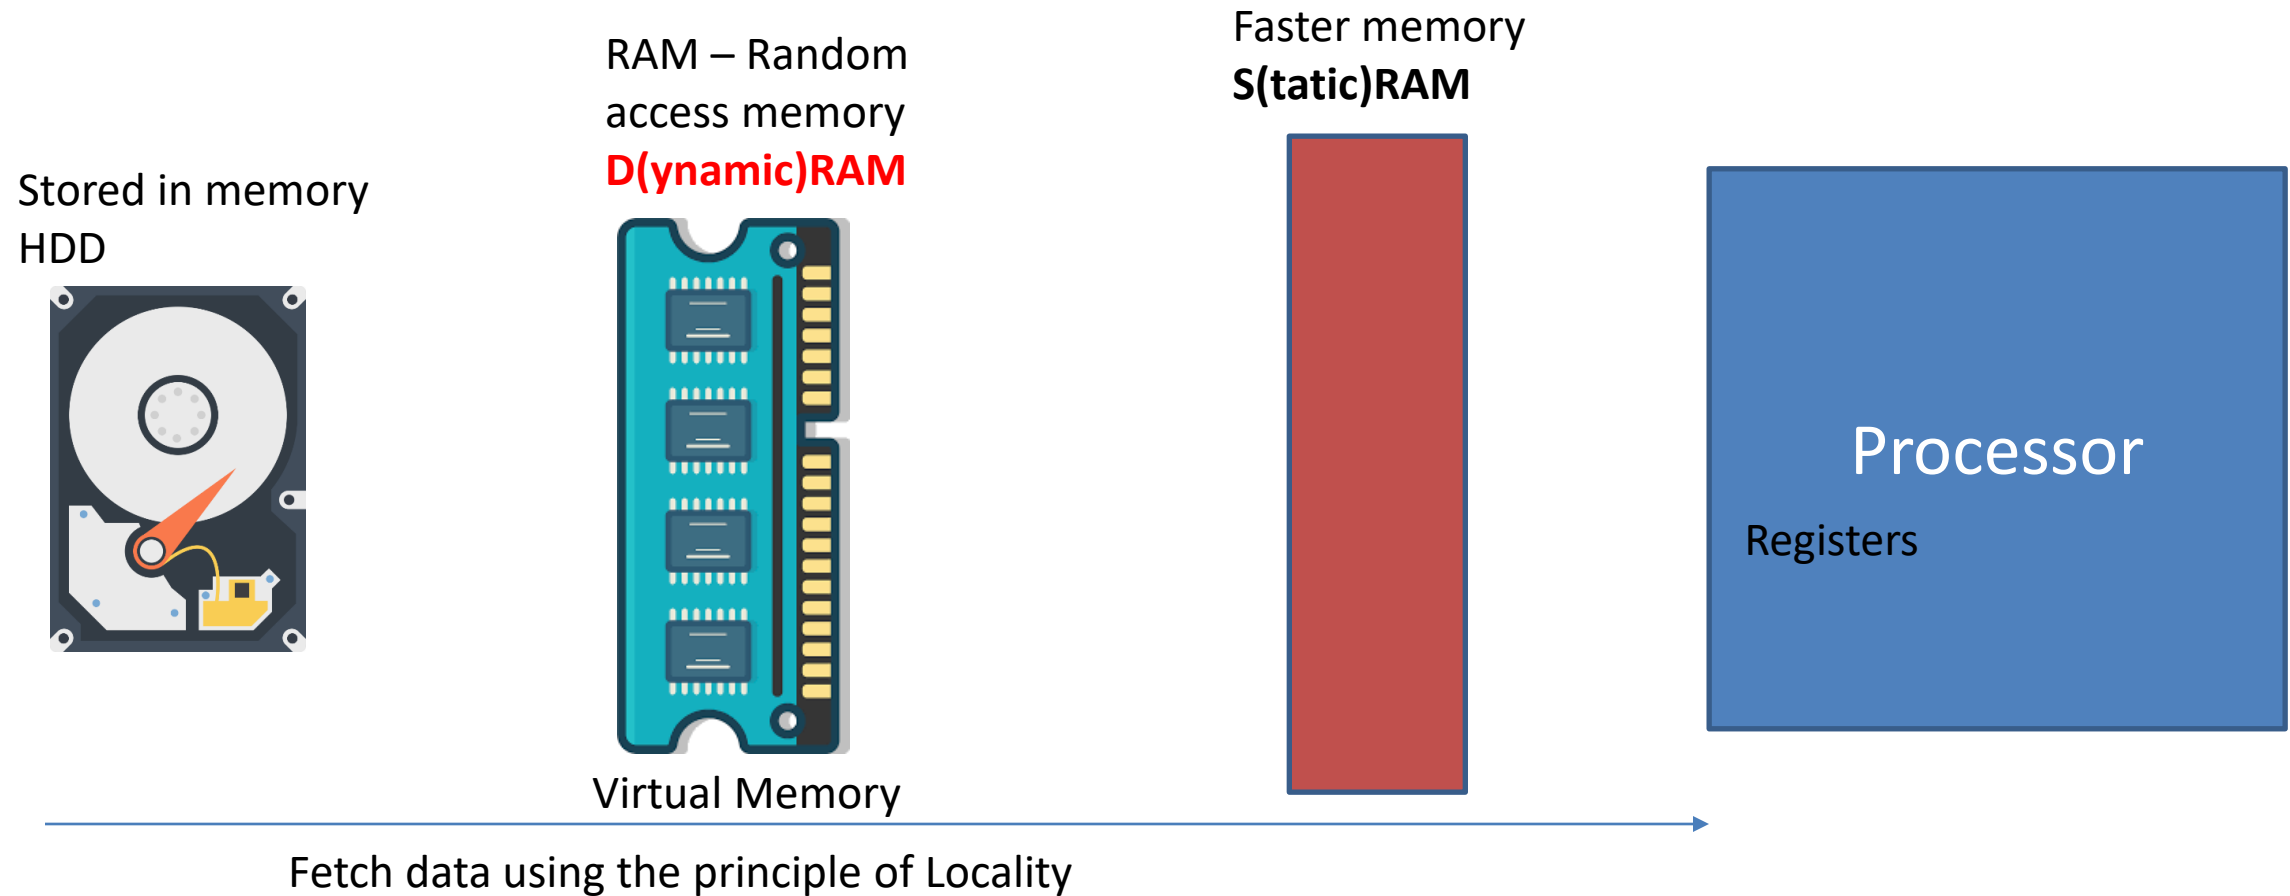 Stored in memory
HDD
RAM – Random
access memory
D(ynamic)RAM
Virtual Memory
Faster memory
S(tatic)RAM
Processor
Registers
Fetch data using the principle of Locality